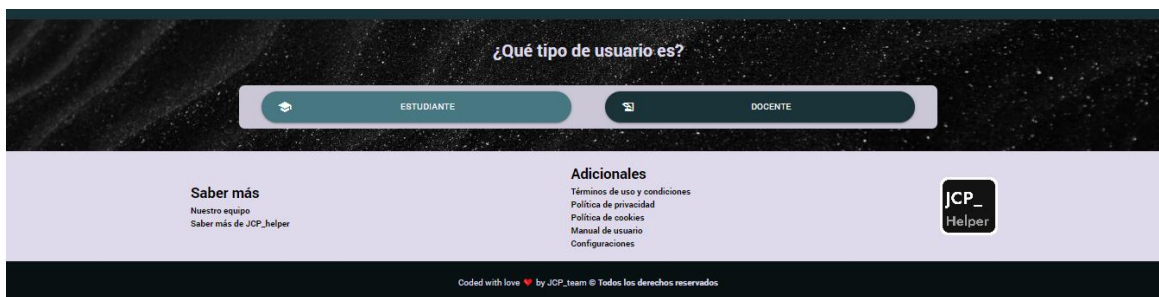 ¿Qué tipo de usuario es?
ESTUDIANTE
DOCENTE
Saber más
Nuestro equipo
Saber más de JCP_helper
Adicionales
Términos de uso y condiciones
Política de privacidad
Política de cookies
Manual de usuario
Configuraciones
JCP_
Helper
Coded with love ❤ by JCP_team © Todos los derechos reservados